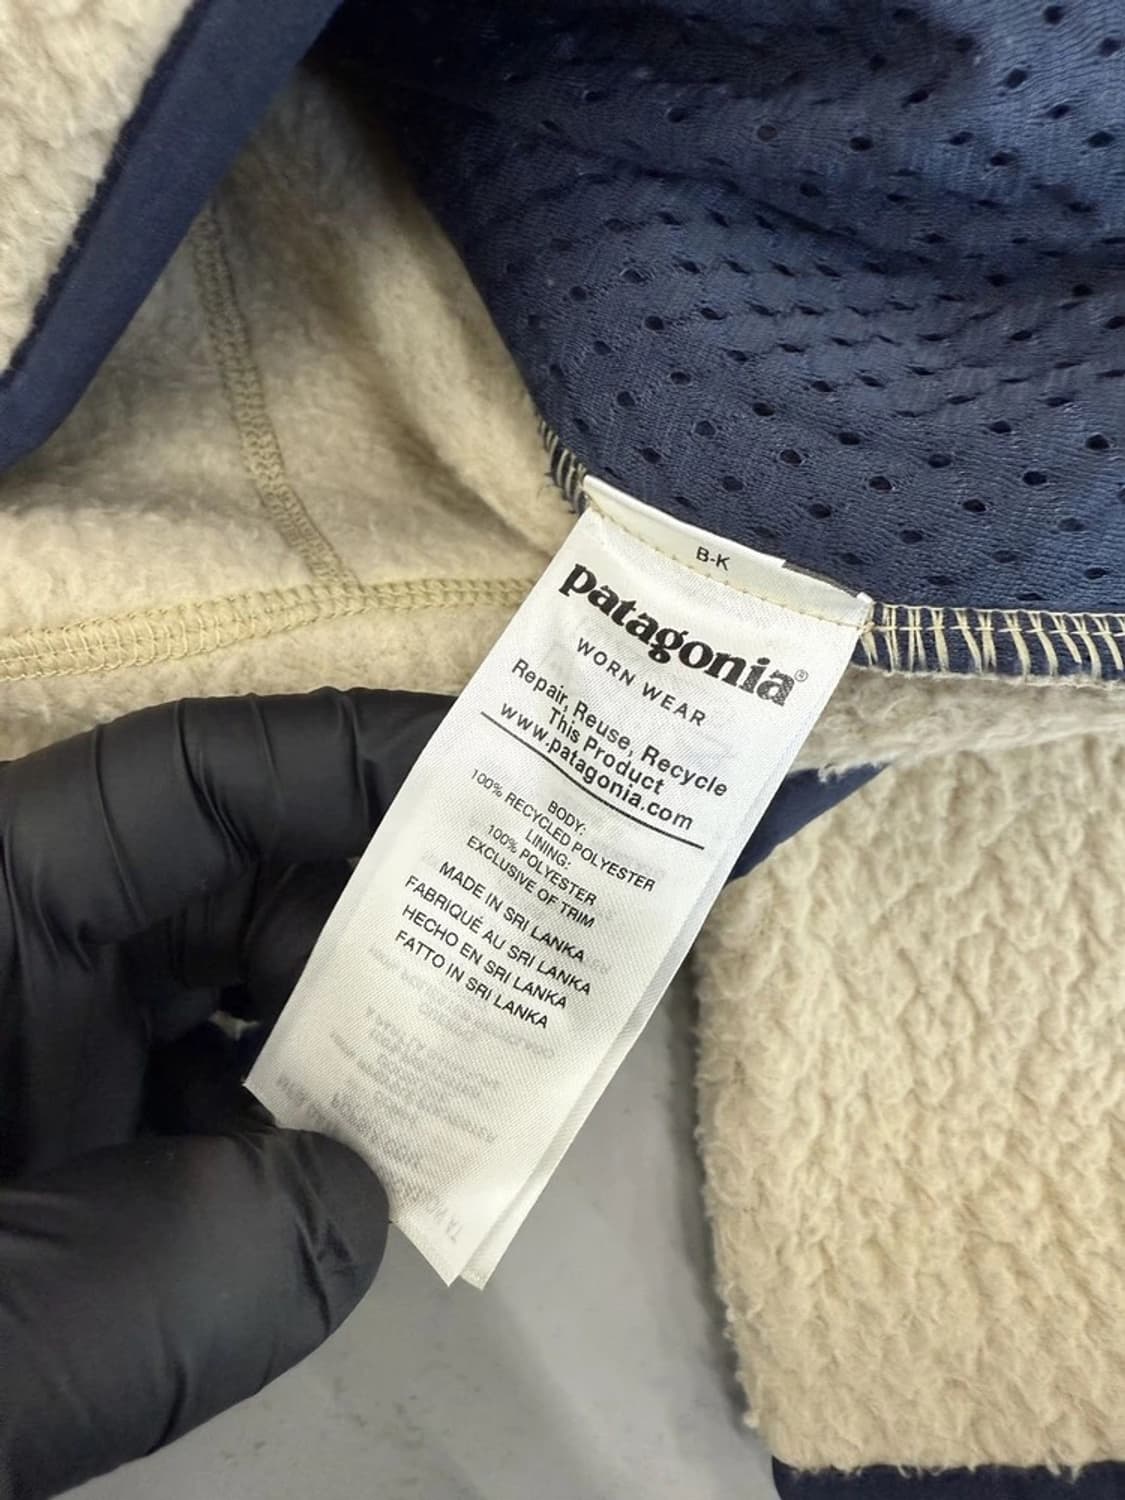 B-K
patagonia®
WORN WEAR
Repair, Reuse, Recycle
This Product
www.patagonia.com
BODY:
100% RECYCLED POLYESTER
LINING:
100% POLYESTER
EXCLUSIVE OF TRIM
MADE IN SRI LANKA
FABRIQUÉ AU SRI LANKA
HECHO EN SRI LANKA
FATTO IN SRI LANKA